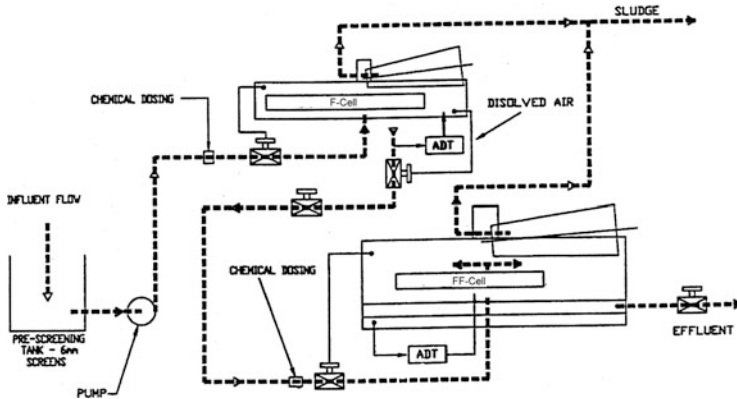 SLUDGE
CHEMICAL DOSING
F-Cell
DISOLVED AIR
ADT
INFLUENT FLOW
CHEMICAL DOSING
FF-Cell
PRE-SCREENING
TANK - 6mm
SCREENS
ADT
EFFLUENT
PUMP